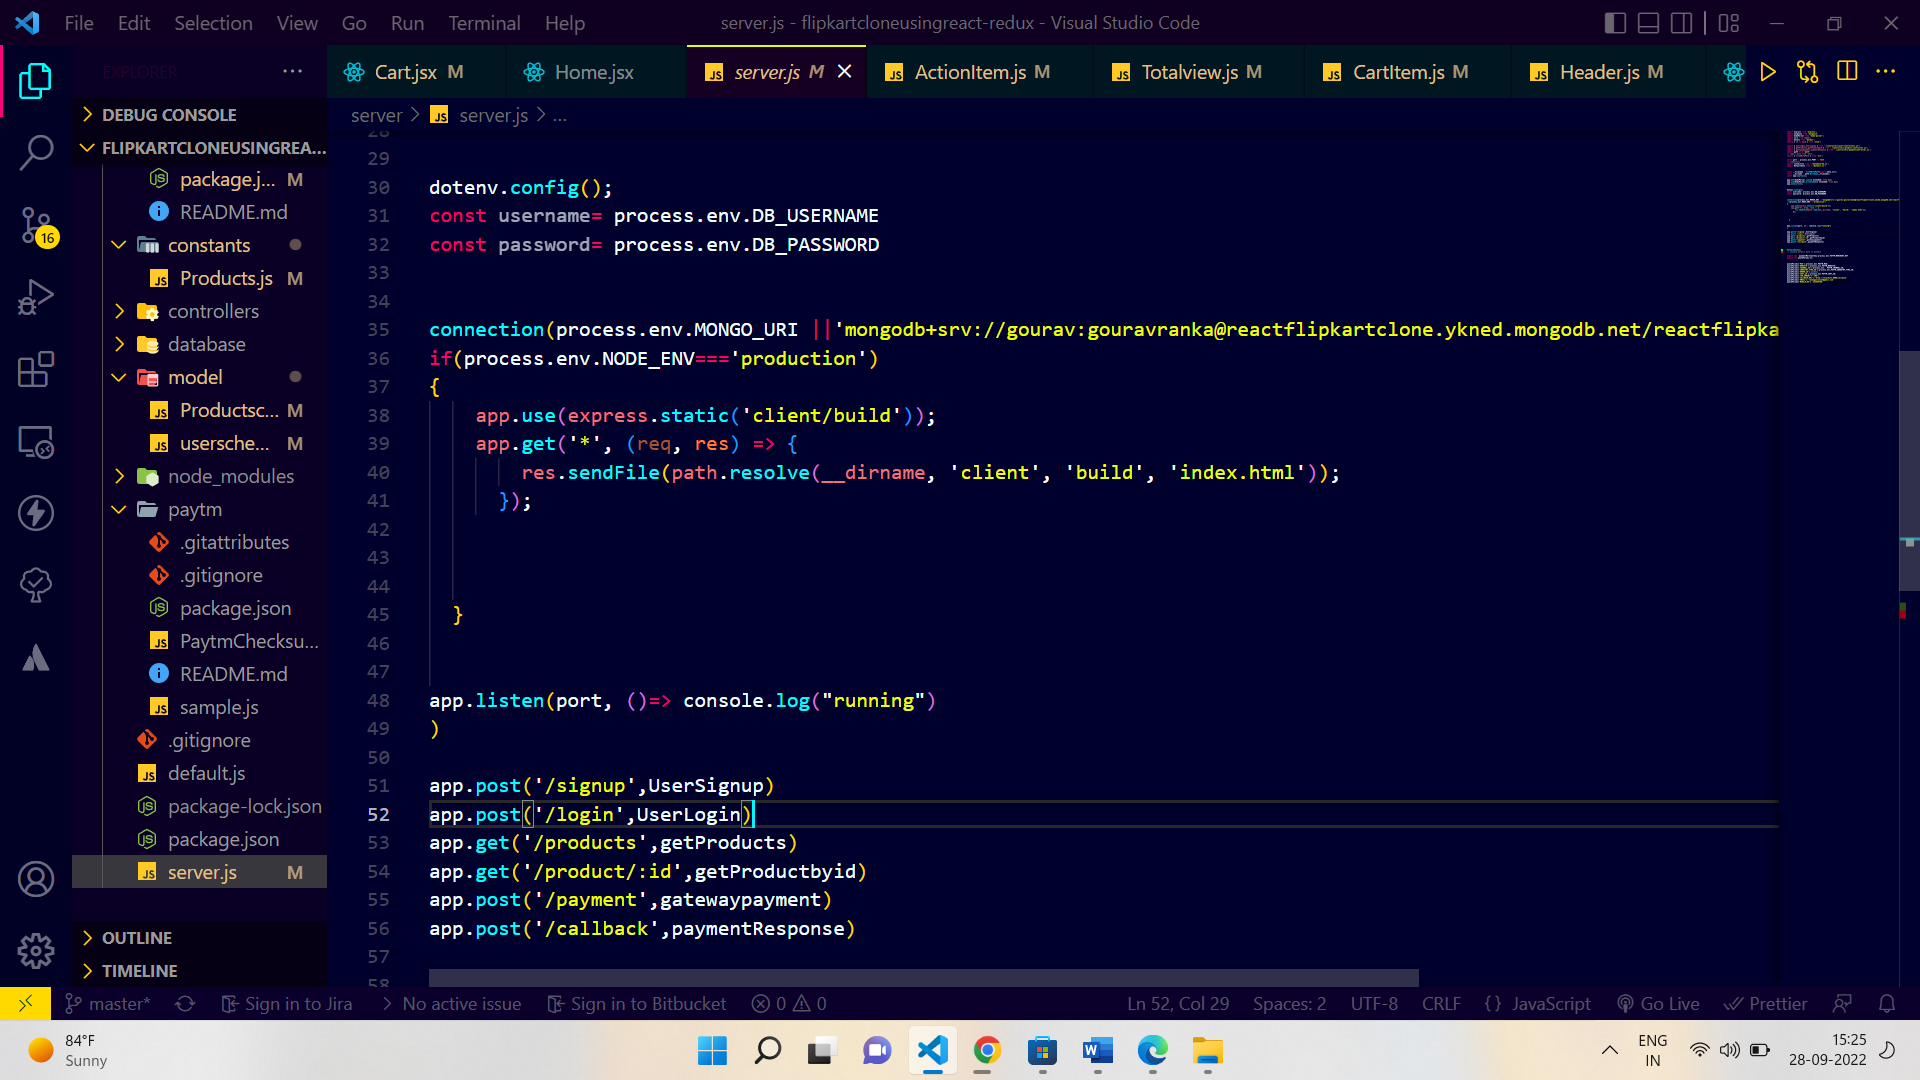 File Edit Selection View Go Run Terminal Help
server.js - flipkartcloneusingreact-redux - Visual Studio Code
EXPLORER
Cart.jsx M
Home.jsx
server.js M
ActionItem.js M
Totalview.js M
CartItem.js M
Header.js M
server > server.js > ...
DEBUG CONSOLE
FLIPKARTCLONEUSINGREA...
package.j... M
README.md
constants
Products.js M
controllers
database
model
Productsc... M
usersche... M
node_modules
paytm
.gitattributes
.gitignore
package.json
PaytmChecksu...
README.md
sample.js
.gitignore
default.js
package-lock.json
package.json
server.js M
OUTLINE
TIMELINE
16
28
29
30 dotenv.config();
31 const username= process.env.DB_USERNAME
32 const password= process.env.DB_PASSWORD
33
34
35 connection(process.env.MONGO_URI ||'mongodb+srv://gourav:gouravranka@reactflipkartclone.ykned.mongodb.net/reactflipka
36 if(process.env.NODE_ENV==='production')
37 {
38 app.use(express.static('client/build'));
39 app.get('*', (req, res) => {
40 res.sendFile(path.resolve(__dirname, 'client', 'build', 'index.html'));
41 });
42
43
44
45 }
46
47
48 app.listen(port, ()=> console.log("running")
49 )
50
51 app.post('/signup',UserSignup)
52 app.post('/login',UserLogin)
53 app.get('/products',getProducts)
54 app.get('/product/:id',getProductbyid)
55 app.post('/payment',gatewaypayment)
56 app.post('/callback',paymentResponse)
57
58
master* Sign in to Jira No active issue Sign in to Bitbucket 0 0 Ln 52, Col 29 Spaces: 2 UTF-8 CRLF {} JavaScript Go Live Prettier
84°F
Sunny
ENG
IN
15:25
28-09-2022